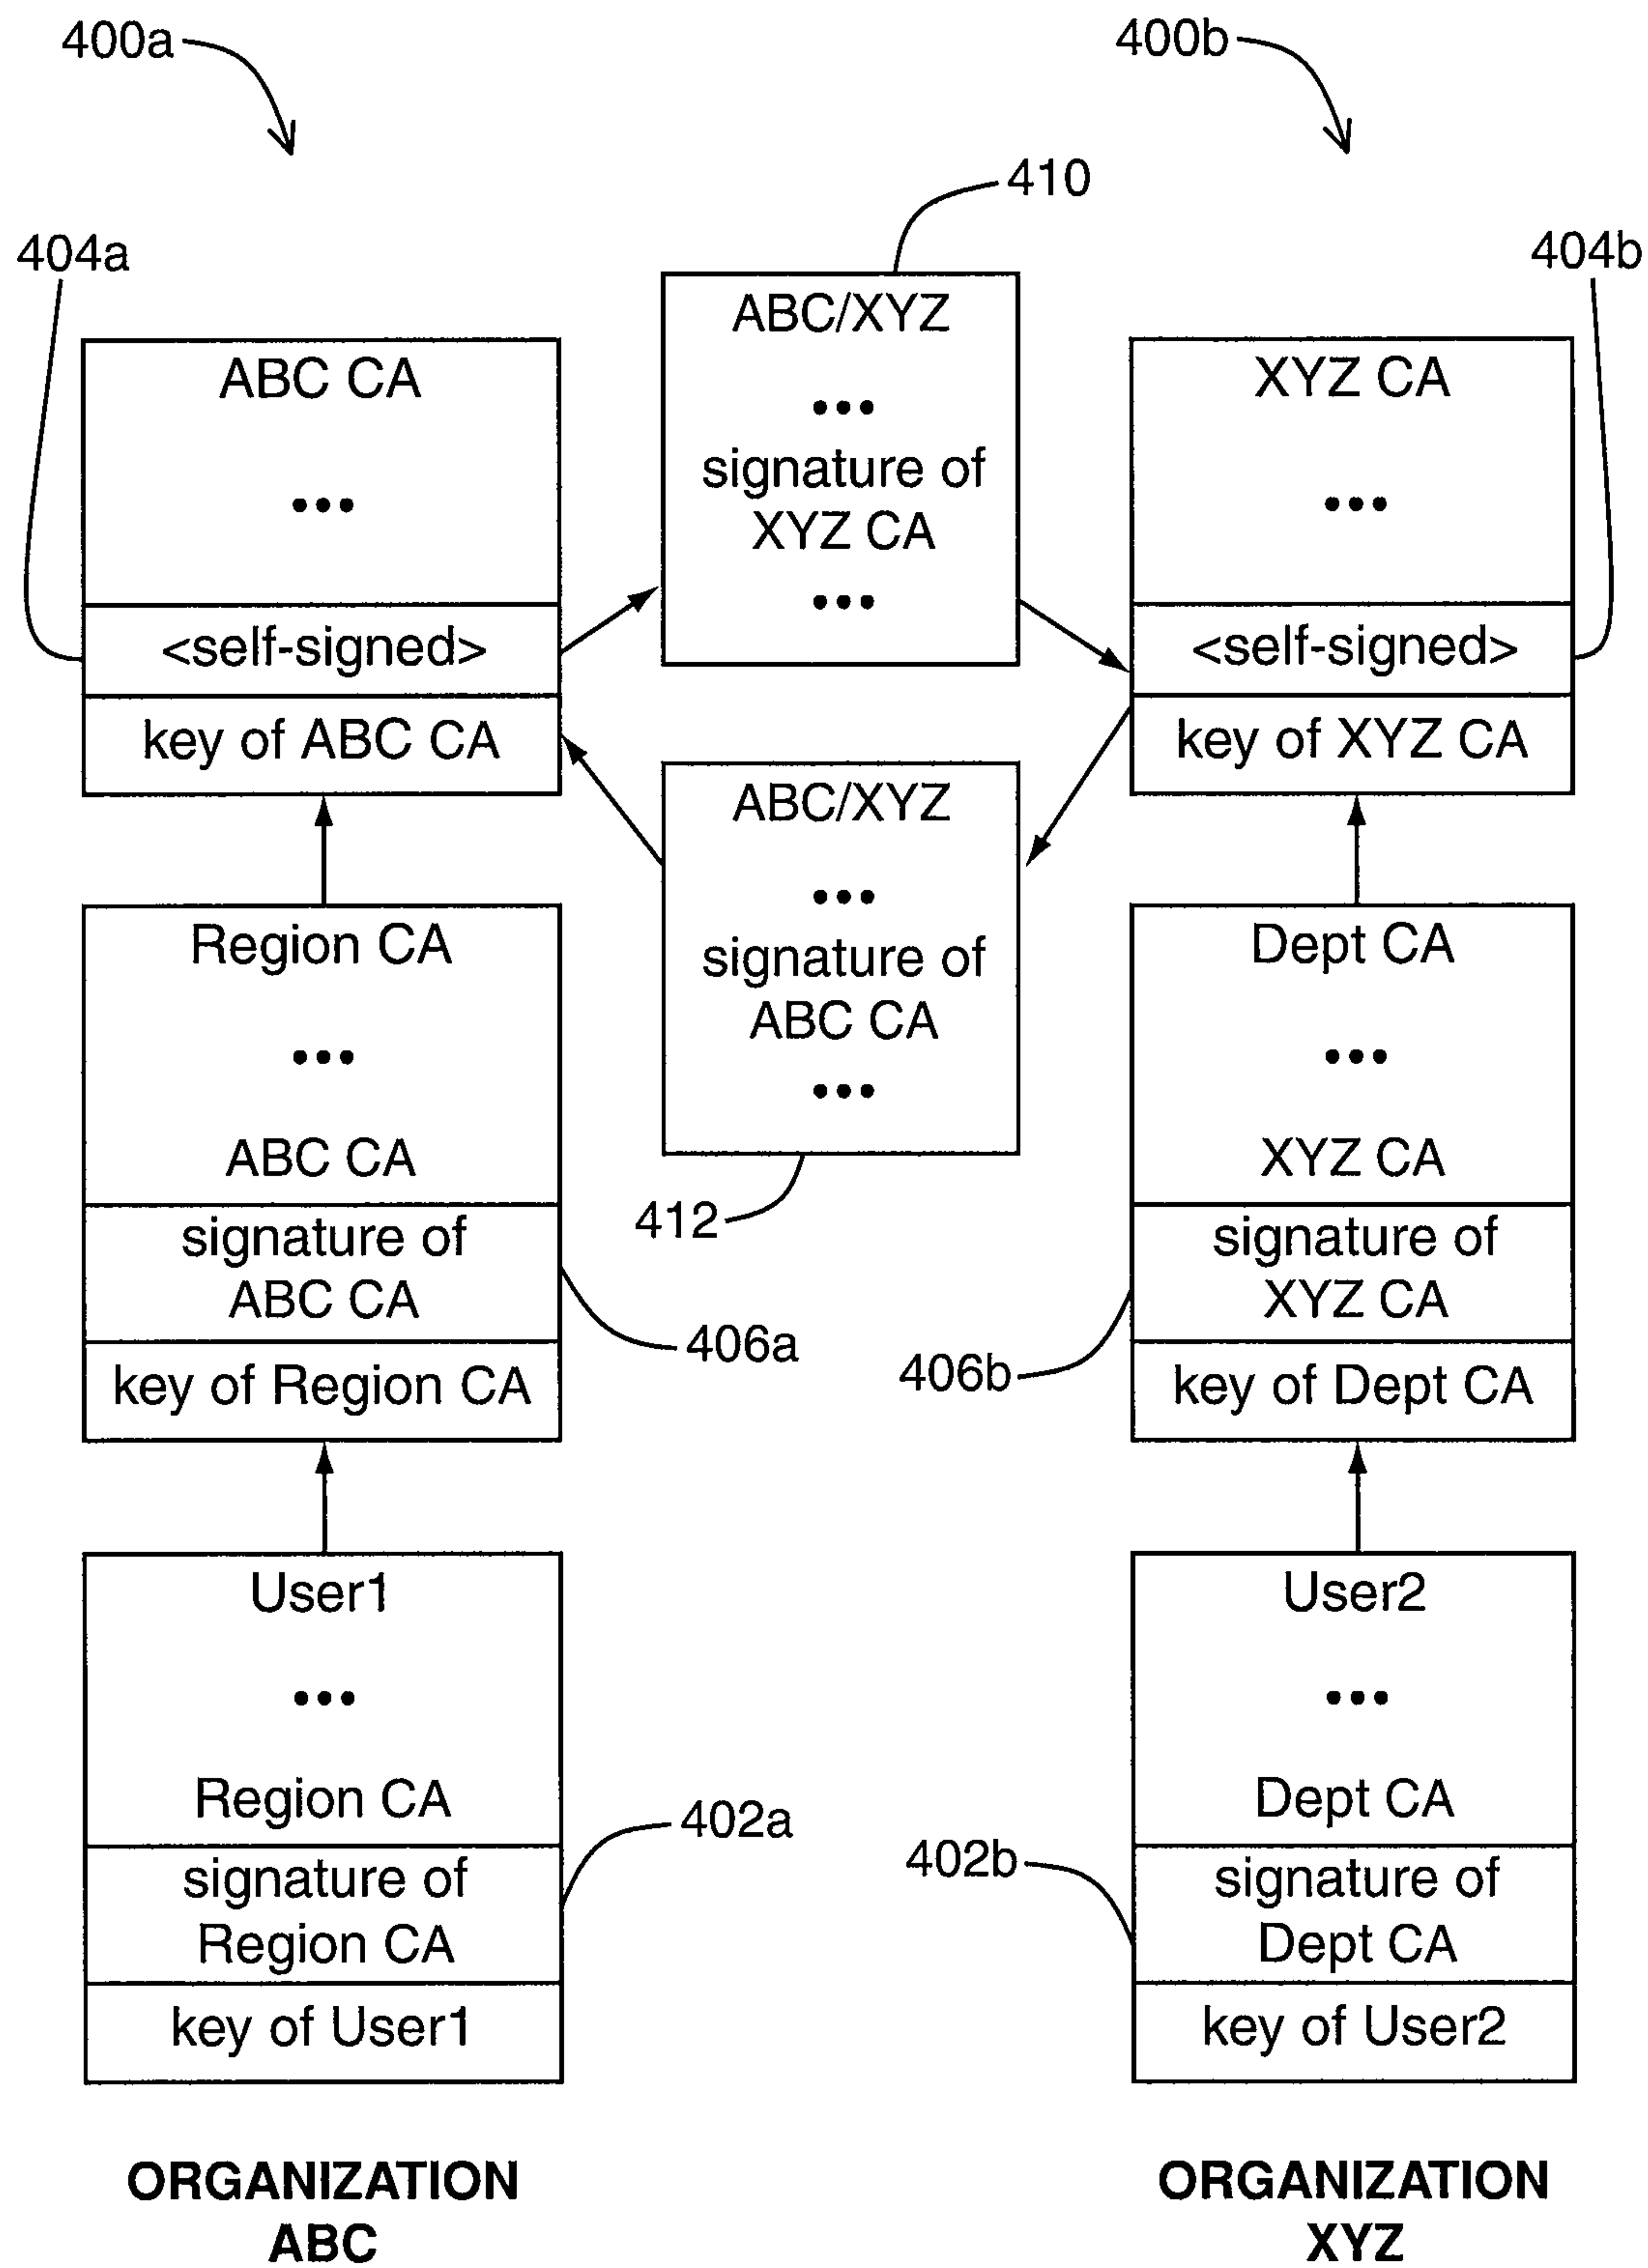 400a
400b
410
404a
404b
ABC CA
•••
<self-signed>
key of ABC CA
ABC/XYZ
•••
signature of
XYZ CA
•••
XYZ CA
•••
<self-signed>
key of XYZ CA
ABC/XYZ
•••
signature of
ABC CA
•••
412
Region CA
•••
ABC CA
signature of
ABC CA
key of Region CA
406a
Dept CA
•••
XYZ CA
signature of
XYZ CA
key of Dept CA
406b
User1
•••
Region CA
signature of
Region CA
key of User1
402a
User2
•••
Dept CA
signature of
Dept CA
key of User2
402b
ORGANIZATION
ABC
ORGANIZATION
XYZ